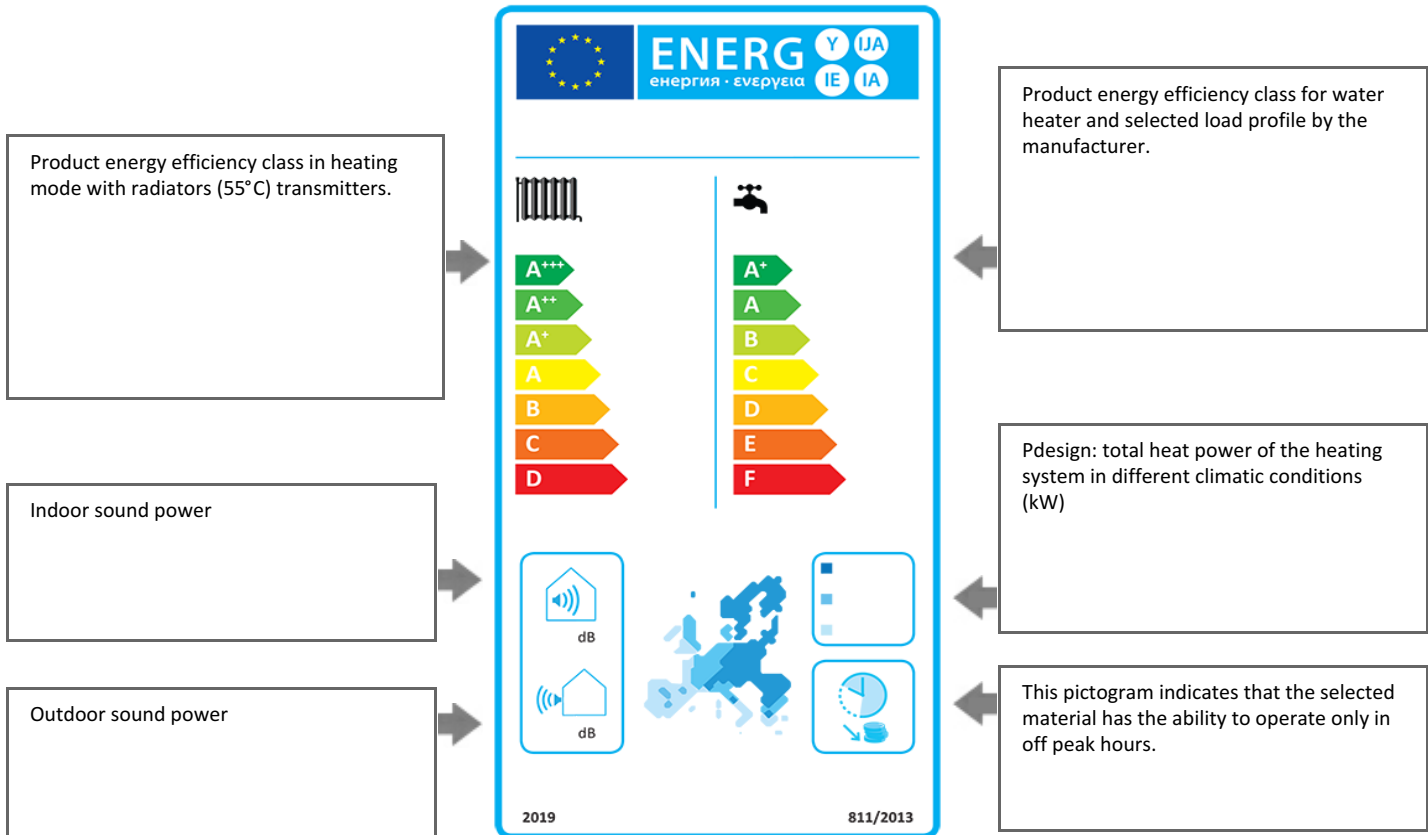 ENERG
Y IJA
енергия · ενεργεια
IE IA
Product energy efficiency class in heating
mode with radiators (55°C) transmitters.
Indoor sound power
Outdoor sound power
A+++
A++
A+
A
B
C
D
A+
A
B
C
D
E
F
dB
dB
2019
811/2013
Product energy efficiency class for water
heater and selected load profile by the
manufacturer.
Pdesign: total heat power of the heating
system in different climatic conditions
(kW)
This pictogram indicates that the selected
material has the ability to operate only in
off peak hours.